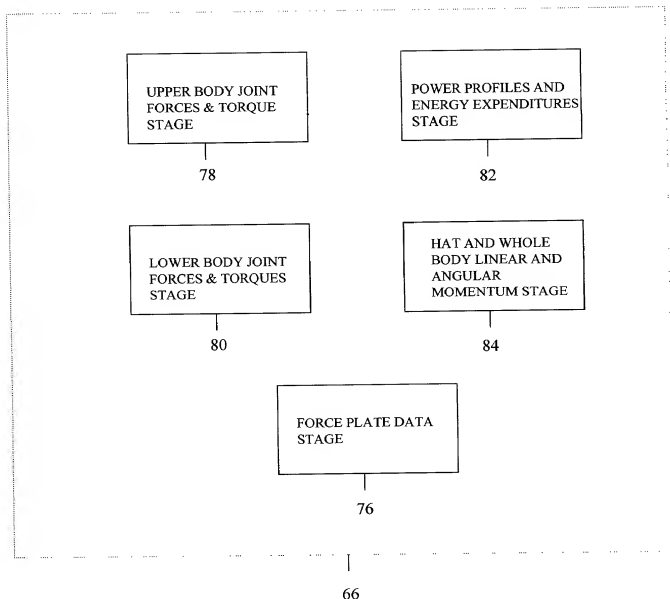 UPPER BODY JOINT
FORCES & TORQUE
STAGE
78
POWER PROFILES AND
ENERGY EXPENDITURES
STAGE
82
LOWER BODY JOINT
FORCES & TORQUES
STAGE
80
HAT AND WHOLE
BODY LINEAR AND
ANGULAR
MOMENTUM STAGE
84
FORCE PLATE DATA
STAGE
76
66